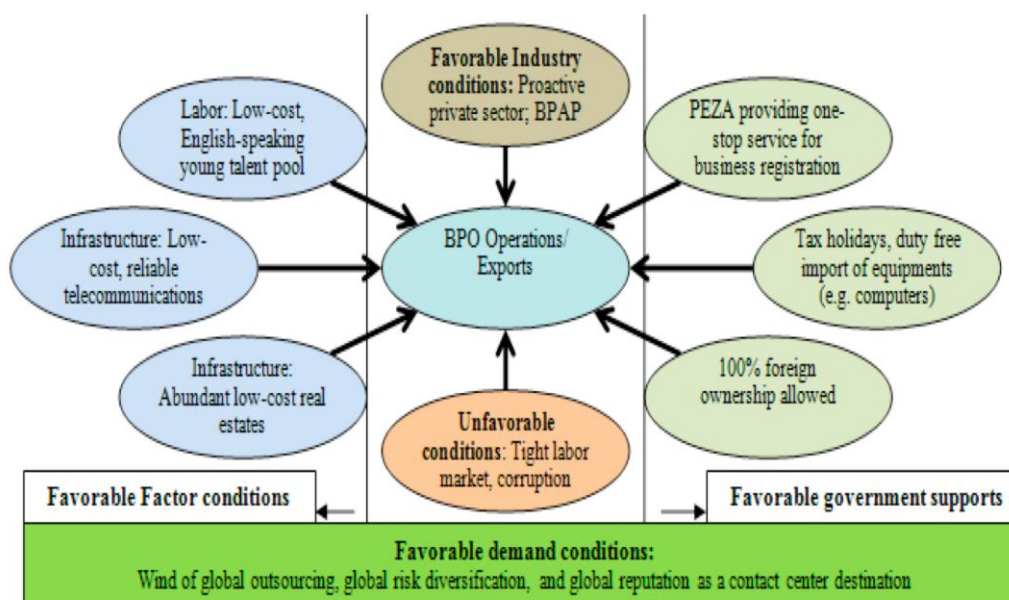 Favorable Industry
conditions: Proactive
private sector; BPAP
Labor: Low-cost,
English-speaking
young talent pool
PEZA providing one-
stop service for
business registration
Infrastructure: Low-
cost, reliable
telecommunications
BPO Operations/
Exports
Tax holidays, duty free
import of equipments
(e.g. computers)
Infrastructure:
Abundant low-cost real
estates
Unfavorable
conditions: Tight labor
market, corruption
100% foreign
ownership allowed
Favorable Factor conditions
Favorable government supports
Favorable demand conditions:
Wind of global outsourcing, global risk diversification, and global reputation as a contact center destination